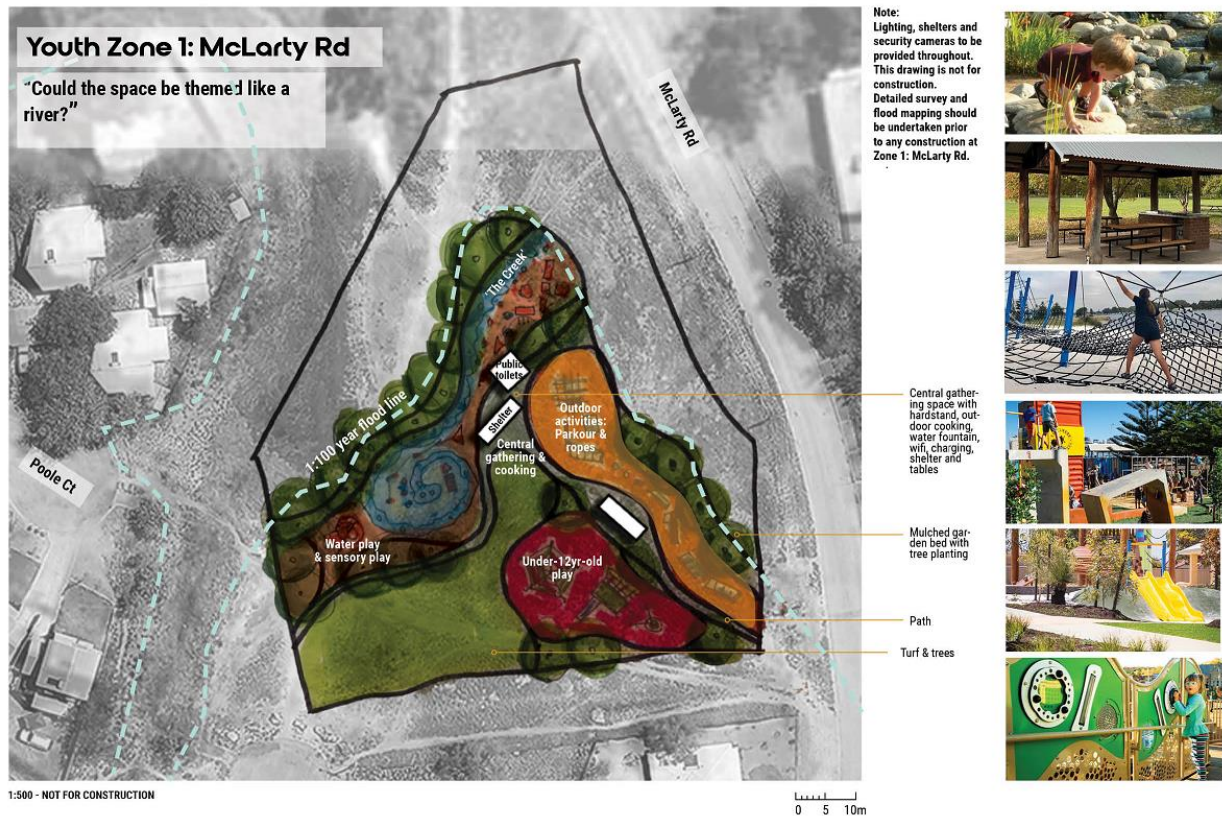 Youth Zone 1: McLarty Rd
"Could the space be themed like a
river?"
McLarty Rd
Note:
Lighting, shelters and
security cameras to be
provided throughout.
This drawing is not for
construction.
Detailed survey and
flood mapping should
be undertaken prior
to any construction at
Zone 1: McLarty Rd.
'The Creek'
Public
toilets
Shelter
Central
gathering &
cooking
Outdoor
activities:
Parkour &
ropes
1:100 year flood line
Poole Ct
Water play
& sensory play
Under-12yr-old
play
Central gather-
ing space with
hardstand, out-
door cooking,
water fountain,
wifi, charging,
shelter and
tables
Mulched gar-
den bed with
tree planting
Path
Turf & trees
1:500 - NOT FOR CONSTRUCTION
0 5 10m